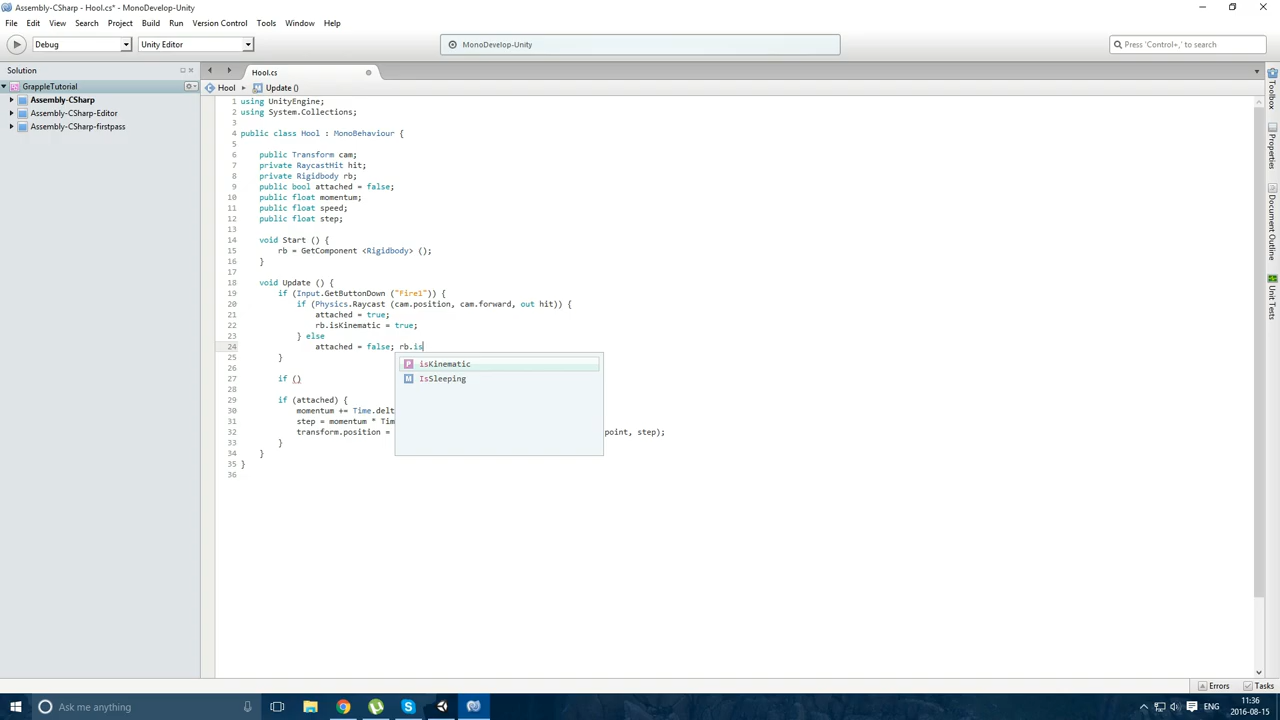 Assembly-CSharp - Hool.cs* - MonoDevelop-Unity
File Edit View Search Project Build Run Version Control Tools Window Help
Debug Unity Editor MonoDevelop-Unity Press 'Control+,' to search
Solution
Hool.cs
GrappleTutorial
Hool Update ()
Assembly-CSharp
Assembly-CSharp-Editor
Assembly-CSharp-firstpass
1 using UnityEngine;
2 using System.Collections;
3
4 public class Hool : MonoBehaviour {
5
6 public Transform cam;
7 private RaycastHit hit;
8 private Rigidbody rb;
9 public bool attached = false;
10 public float momentum;
11 public float speed;
12 public float step;
13
14 void Start () {
15 rb = GetComponent <Rigidbody> ();
16 }
17
18 void Update () {
19 if (Input.GetButtonDown ("Fire1")) {
20 if (Physics.Raycast (cam.position, cam.forward, out hit)) {
21 attached = true;
22 rb.isKinematic = true;
23 } else
24 attached = false; rb.is
25 }
26
27 if ()
28
29 if (attached) {
30 momentum += Time.delt
31 step = momentum * Tim
32 transform.position = point, step);
33 }
34 }
35 }
36
isKinematic
IsSleeping
Toolbox
Properties
Document Outline
Unit Tests
Errors Tasks
Ask me anything
ENG
11:36
2016-08-15